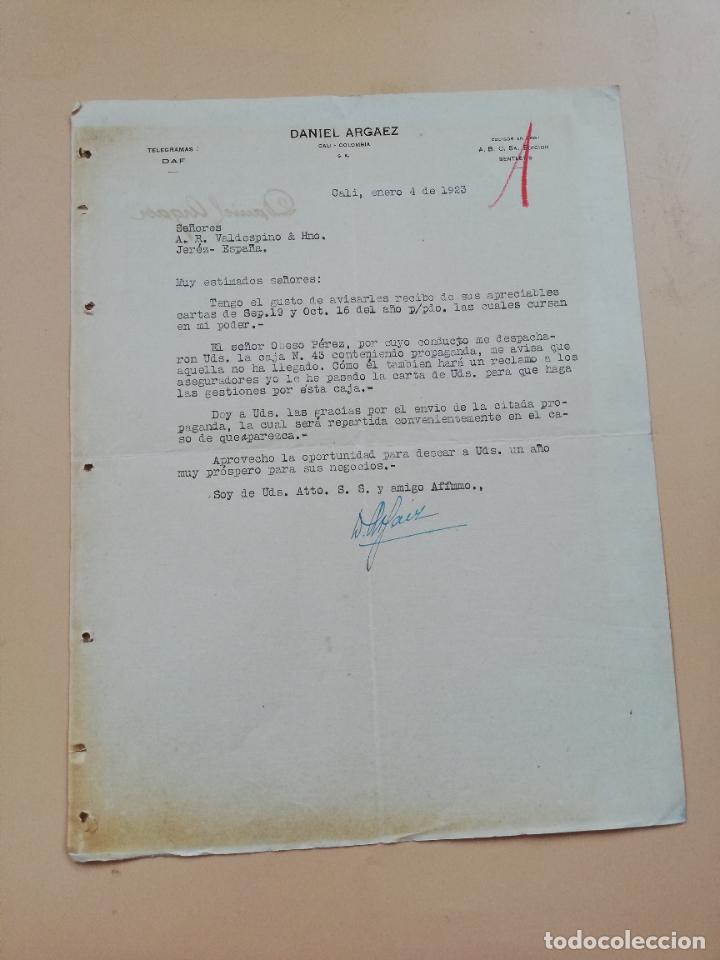 DANIEL ARGAEZ
CALI - COLOMBIA
S. E.
TELEGRAMAS:
DAF
A. B. C. 5A. EDICION
BENTLEY'S
A
Cali, enero 4 de 1923
Señores
A. R. Valdespino & Hno.
Jeréz- España.
Muy estimados señores:
Tengo el gusto de avisarles recibo de sus apreciables
cartas de Sep.19 y Oct. 16 del año p/pdo. las cuales cursan
en mi poder.-
El señor Obeso Pérez, por cuyo conducto me despacha-
ron Uds. la caja N. 43 conteniendo propaganda, me avisa que
aquella no ha llegado. Cómo él tambien hará un reclamo a los
aseguradores yo le he pasado la carta de Uds. para que haga
las gestiones por esta caja.-
Doy a Uds. las gracias por el envio de la citada pro-
paganda, la cual será repartida convenientemente en el ca-
so de que aparezca.-
Aprovecho la oportunidad para desear a Uds. un año
muy próspero para sus negocios.-
Soy de Uds. Atto. S. S. y amigo Affmmo.,
D. Argaez
todocoleccion.net